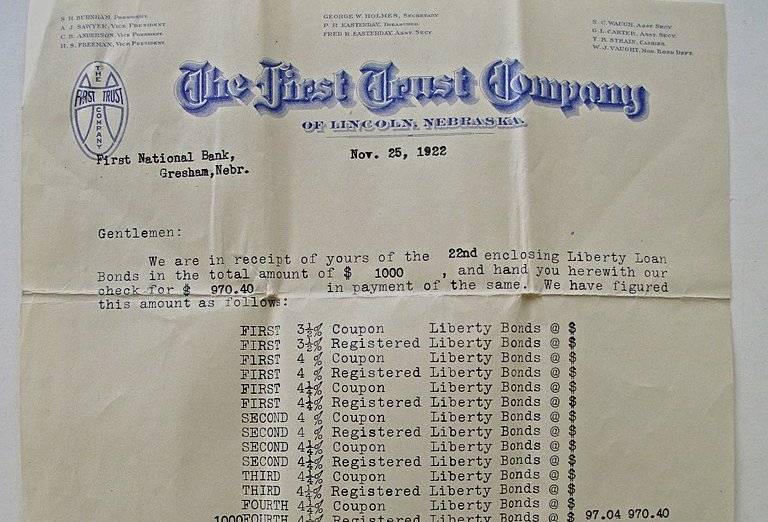 S. H. BURNHAM, PRESIDENT
A. J. SAWYER, VICE PRESIDENT
C. B. ANDERSON, VICE PRESIDENT
H. S. FREEMAN, VICE PRESIDENT
GEORGE W. HOLMES, SECRETARY
P. R. EASTERDAY, TREASURER
FRED R. EASTERDAY, ASST. SECY.
S. C. WAUGH, ASST. SECY.
G. L. CARTER, ASST. SECY.
T. B. STRAIN, CASHIER
W. J. VAUGHT, MGR. BOND DEPT.
THE
FIRST TRUST
COMPANY
The First Trust Company
OF LINCOLN, NEBRASKA.
First National Bank,
Gresham,Nebr.
Nov. 25, 1922
Gentlemen:
We are in receipt of yours of the 22nd enclosing Liberty Loan
Bonds in the total amount of $ 1000 , and hand you herewith our
check for $ 970.40 in payment of the same. We have figured
this amount as follows:
FIRST 3½% Coupon Liberty Bonds @ $
FIRST 3½% Registered Liberty Bonds @ $
FIRST 4 % Coupon Liberty Bonds @ $
FIRST 4 % Registered Liberty Bonds @ $
FIRST 4¼% Coupon Liberty Bonds @ $
FIRST 4¼% Registered Liberty Bonds @ $
SECOND 4 % Coupon Liberty Bonds @ $
SECOND 4 % Registered Liberty Bonds @ $
SECOND 4¼% Coupon Liberty Bonds @ $
SECOND 4¼% Registered Liberty Bonds @ $
THIRD 4¼% Coupon Liberty Bonds @ $
THIRD 4¼% Registered Liberty Bonds @ $
FOURTH 4¼% Coupon Liberty Bonds @ $
1000FOURTH 4¼% Registered Liberty Bonds @ $ 97.04 970.40